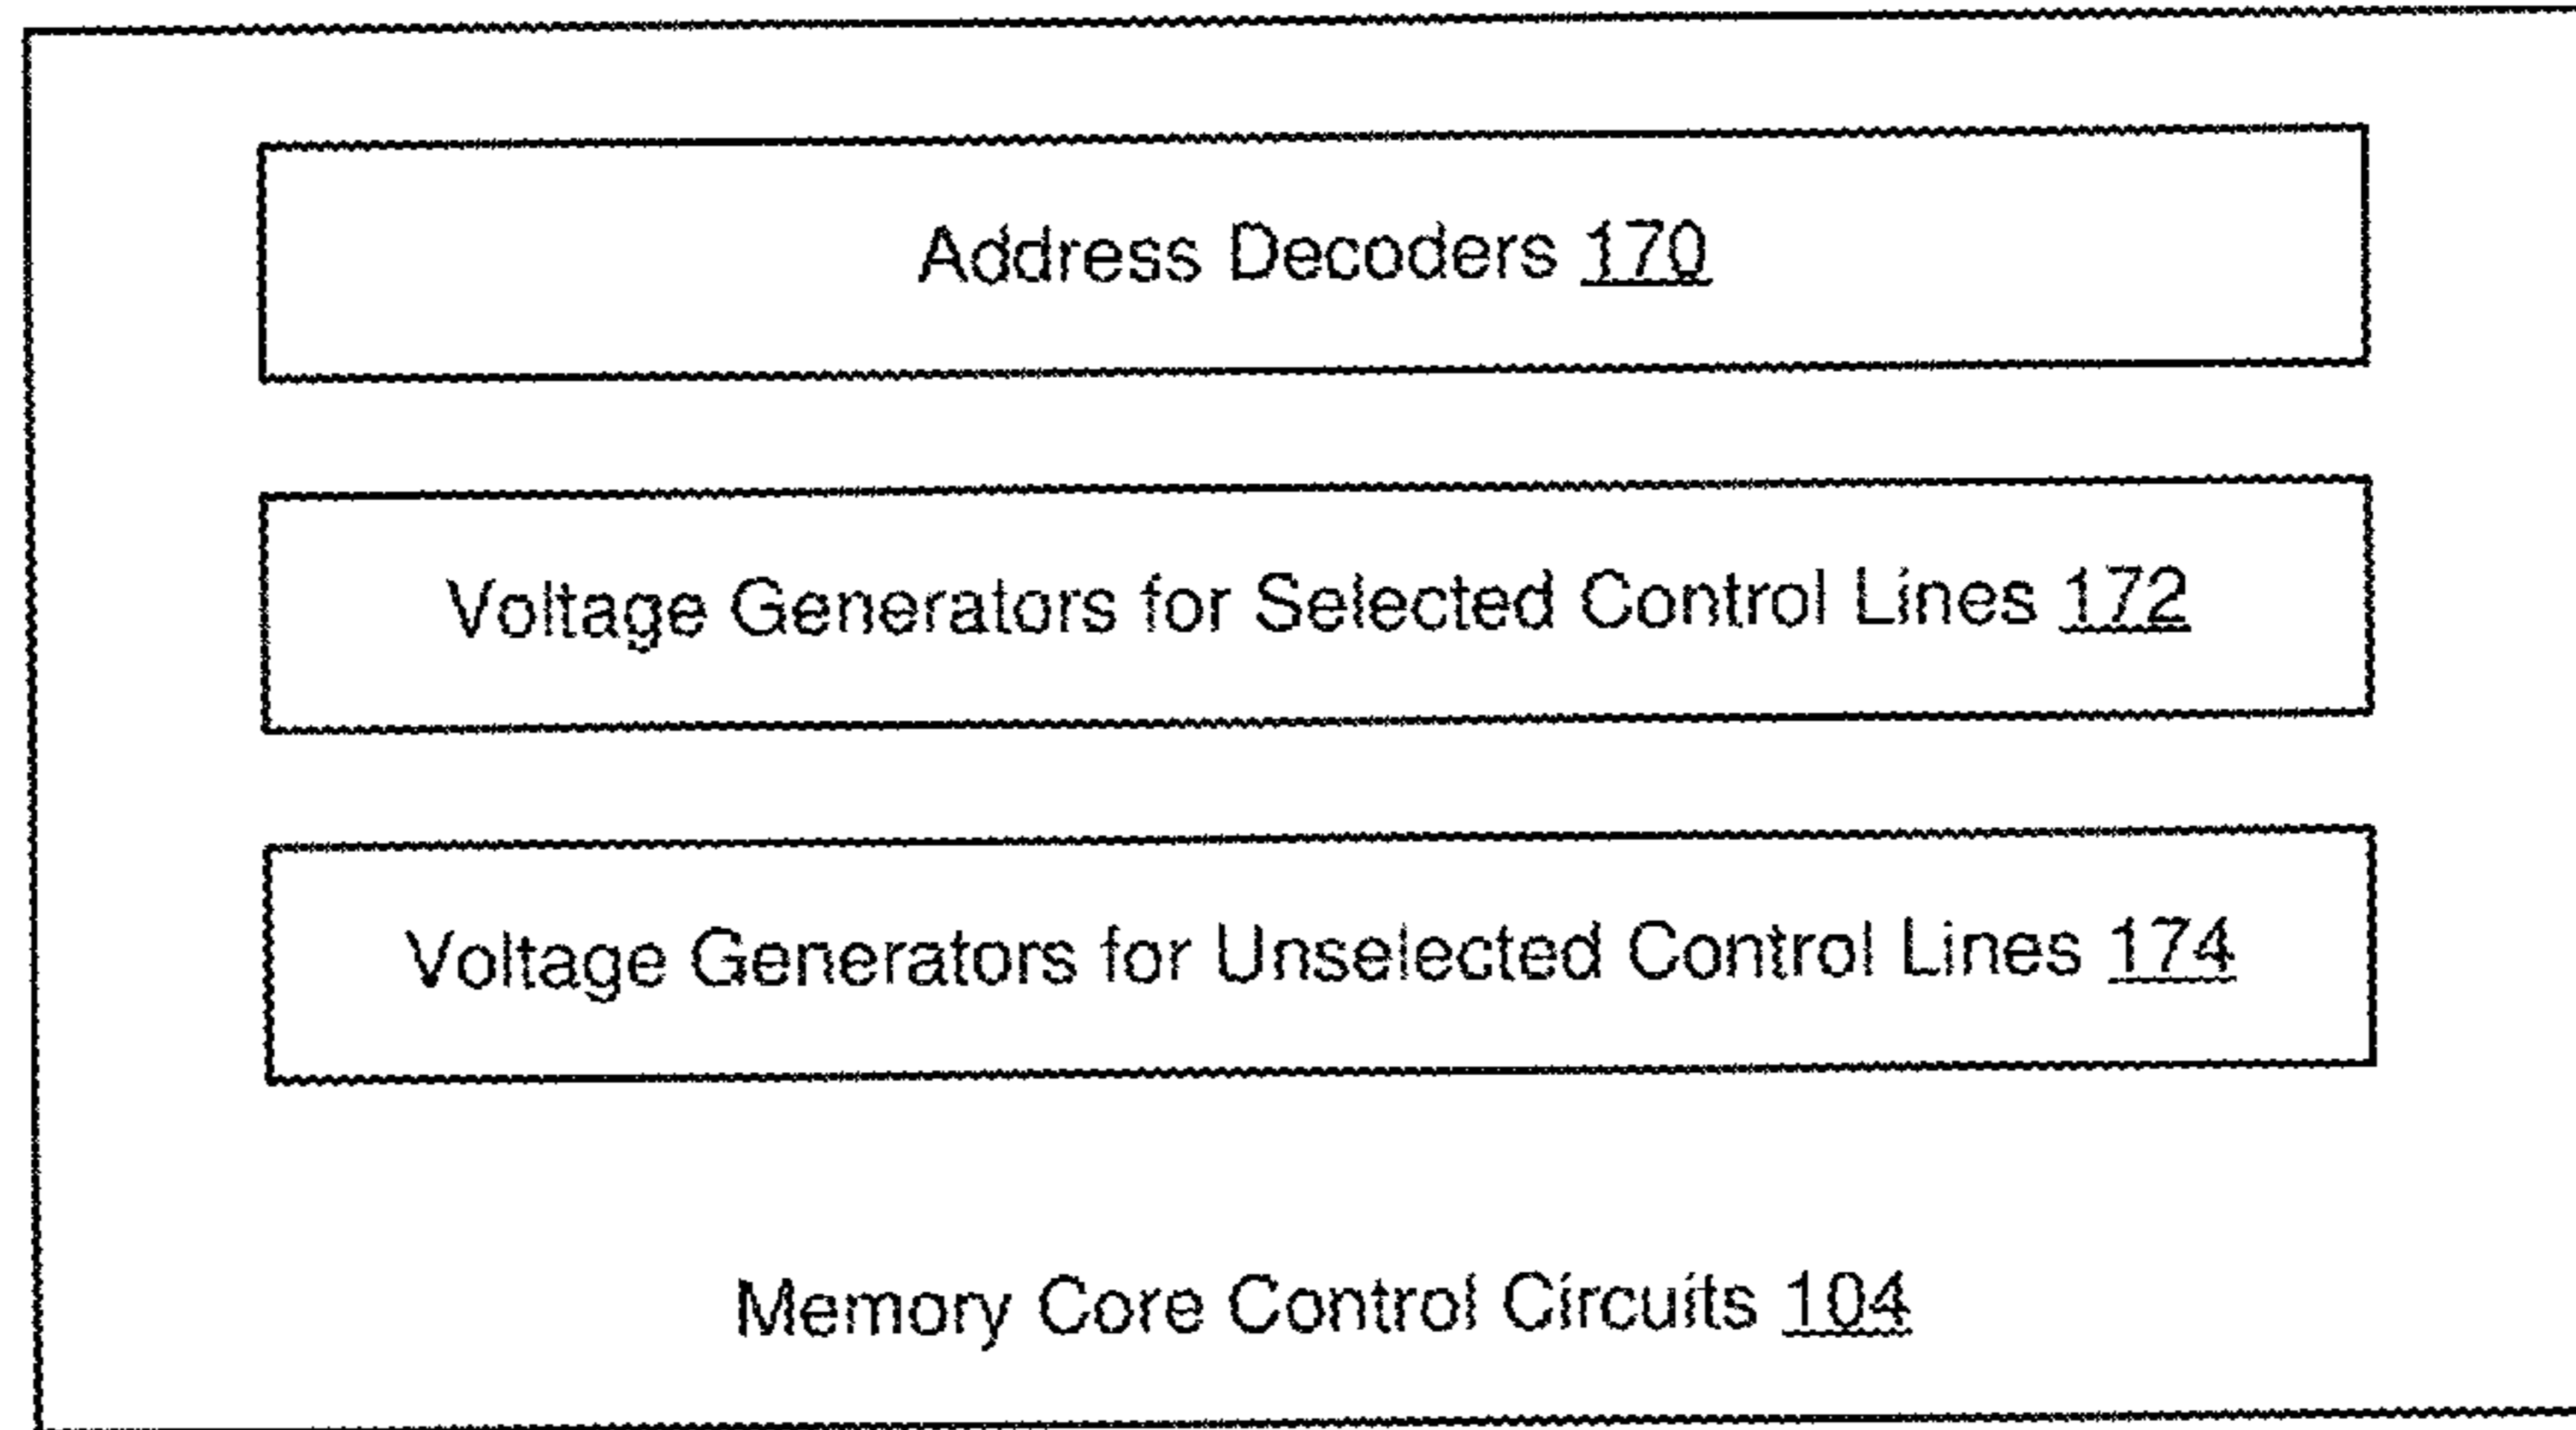 Address Decoders 170
Voltage Generators for Selected Control Lines 172
Voltage Generators for Unselected Control Lines 174
Memory Core Control Circuits 104